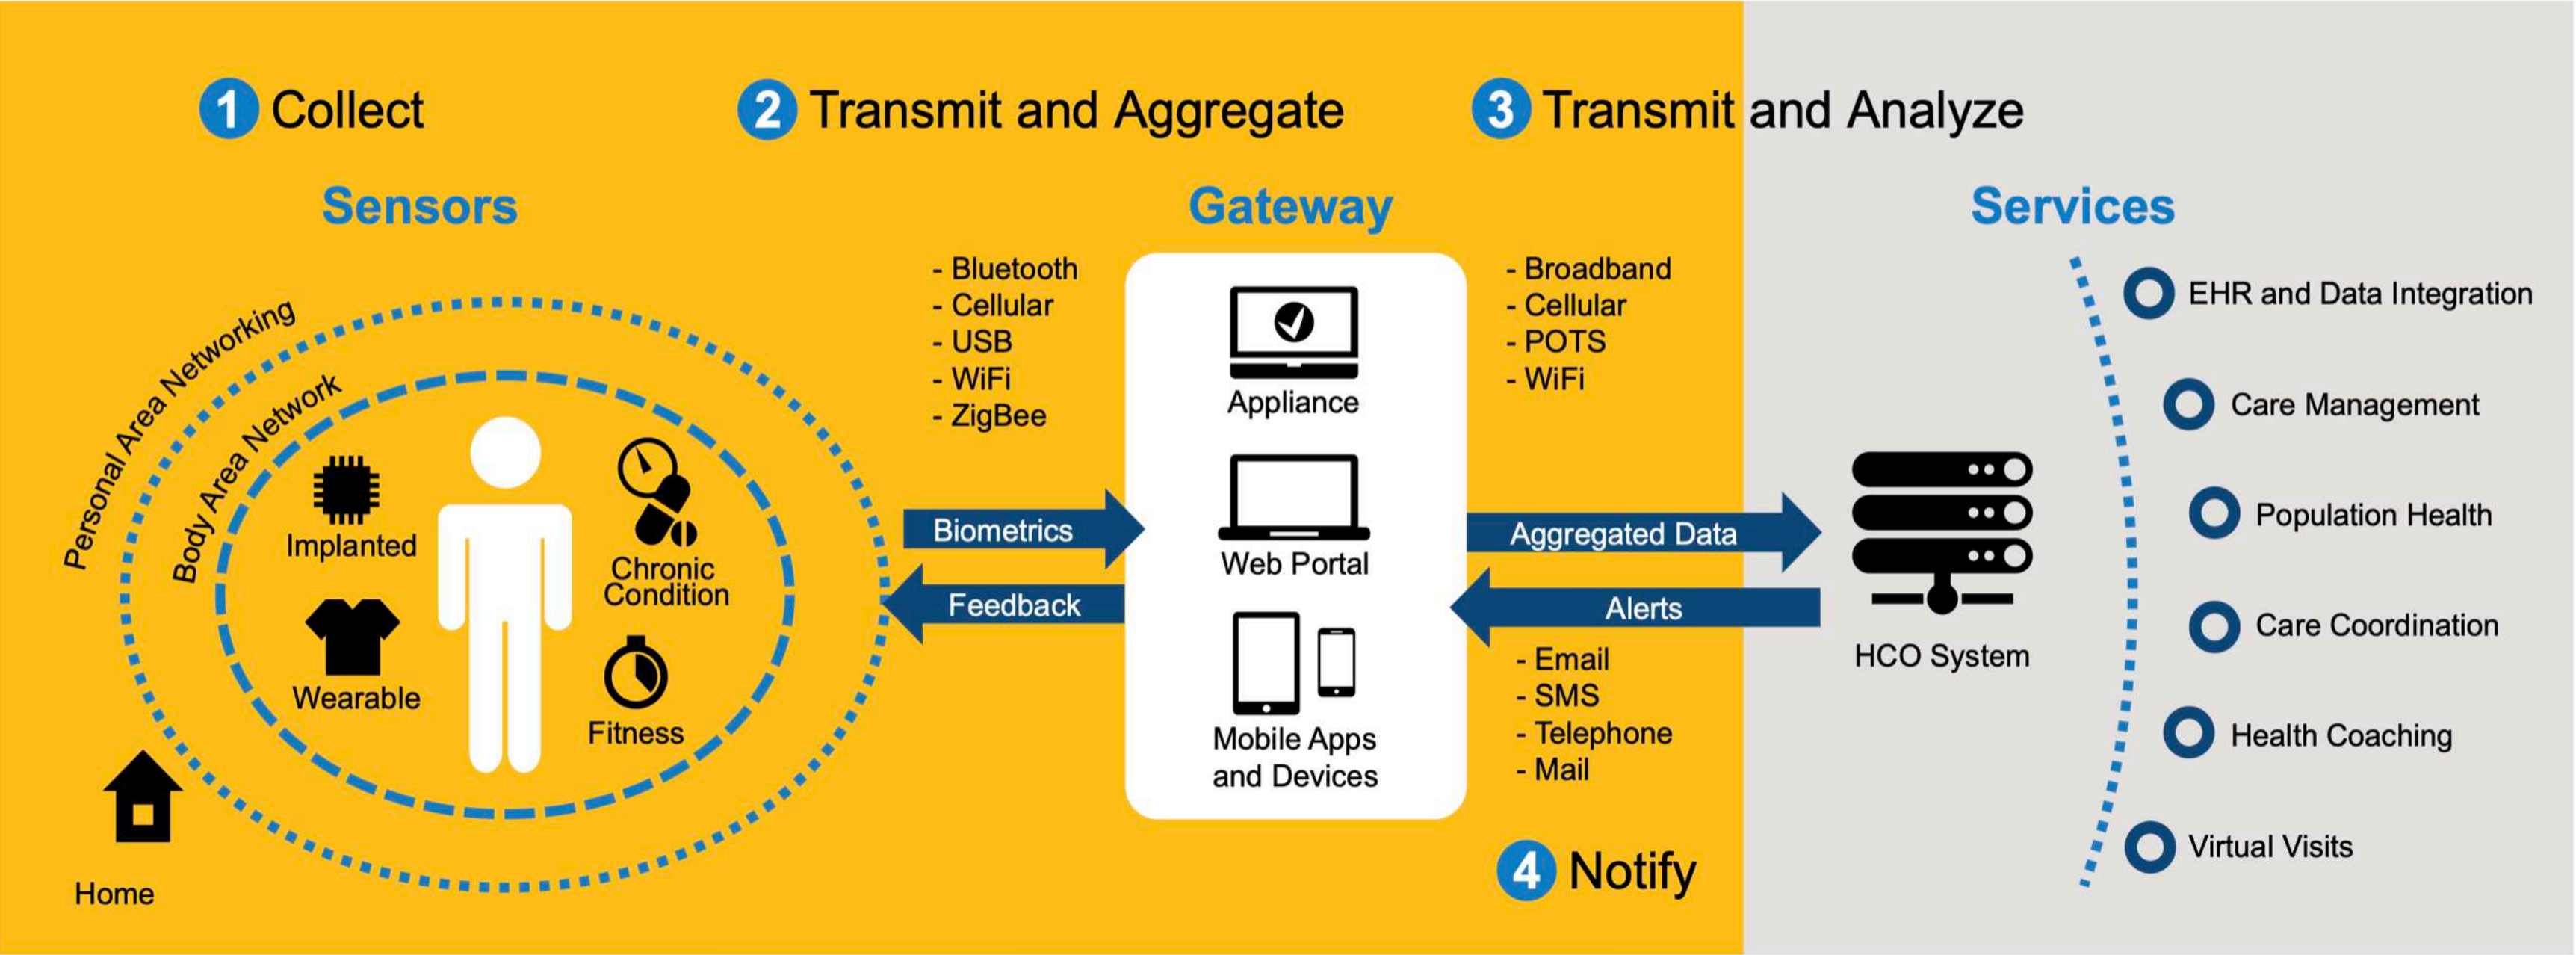 1 Collect
2 Transmit and Aggregate
3 Transmit and Analyze
Sensors
Gateway
Services
Personal Area Networking
Body Area Network
Implanted
Wearable
Chronic
Condition
Fitness
Home
- Bluetooth
- Cellular
- USB
- WiFi
- ZigBee
Biometrics
Feedback
Appliance
Web Portal
Mobile Apps
and Devices
- Broadband
- Cellular
- POTS
- WiFi
Aggregated Data
Alerts
- Email
- SMS
- Telephone
- Mail
4 Notify
HCO System
EHR and Data Integration
Care Management
Population Health
Care Coordination
Health Coaching
Virtual Visits